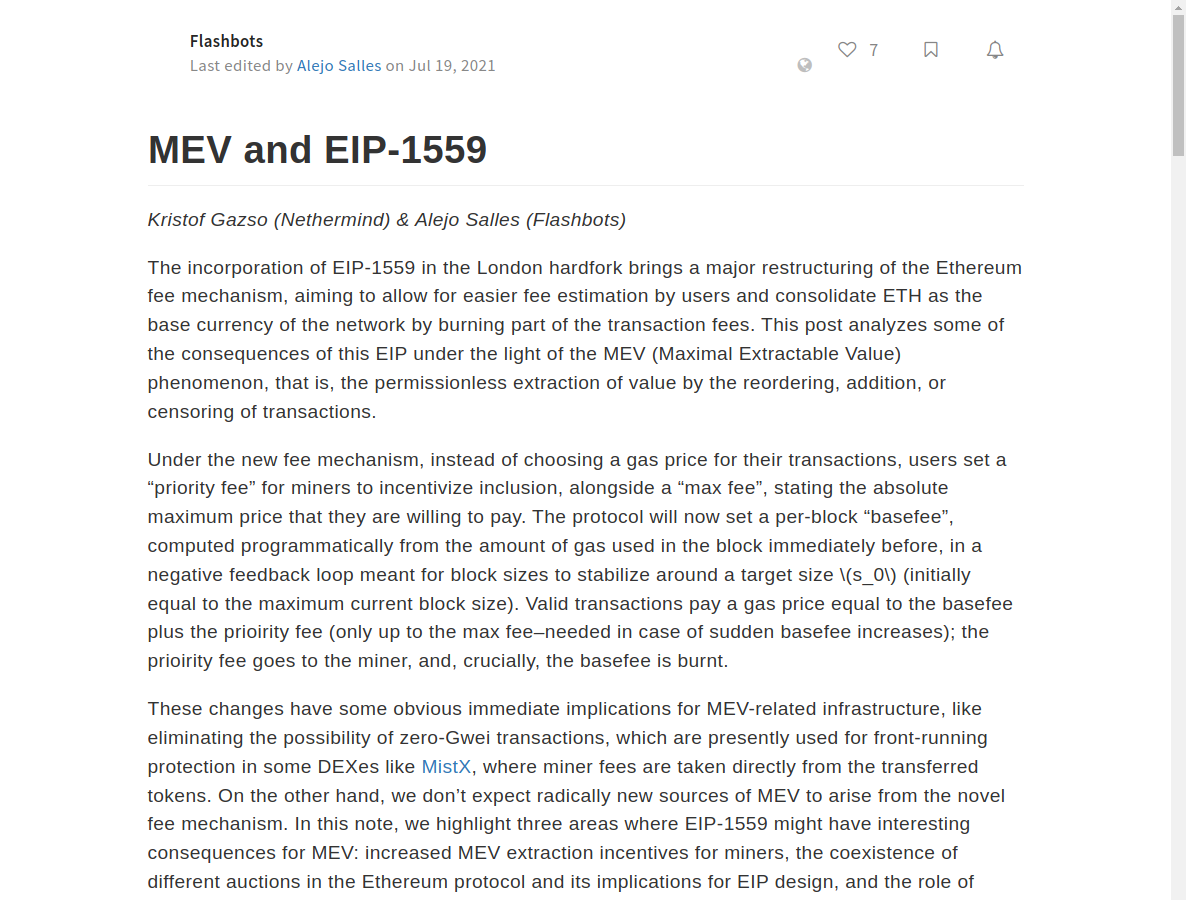 Flashbots
Last edited by Alejo Salles on Jul 19, 2021
7
MEV and EIP-1559
Kristof Gazso (Nethermind) & Alejo Salles (Flashbots)
The incorporation of EIP-1559 in the London hardfork brings a major restructuring of the Ethereum
fee mechanism, aiming to allow for easier fee estimation by users and consolidate ETH as the
base currency of the network by burning part of the transaction fees. This post analyzes some of
the consequences of this EIP under the light of the MEV (Maximal Extractable Value)
phenomenon, that is, the permissionless extraction of value by the reordering, addition, or
censoring of transactions.
Under the new fee mechanism, instead of choosing a gas price for their transactions, users set a
“priority fee” for miners to incentivize inclusion, alongside a “max fee”, stating the absolute
maximum price that they are willing to pay. The protocol will now set a per-block “basefee”,
computed programmatically from the amount of gas used in the block immediately before, in a
negative feedback loop meant for block sizes to stabilize around a target size \(s_0\) (initially
equal to the maximum current block size). Valid transactions pay a gas price equal to the basefee
plus the prioirity fee (only up to the max fee–needed in case of sudden basefee increases); the
prioirity fee goes to the miner, and, crucially, the basefee is burnt.
These changes have some obvious immediate implications for MEV-related infrastructure, like
eliminating the possibility of zero-Gwei transactions, which are presently used for front-running
protection in some DEXes like MistX, where miner fees are taken directly from the transferred
tokens. On the other hand, we don’t expect radically new sources of MEV to arise from the novel
fee mechanism. In this note, we highlight three areas where EIP-1559 might have interesting
consequences for MEV: increased MEV extraction incentives for miners, the coexistence of
different auctions in the Ethereum protocol and its implications for EIP design, and the role of